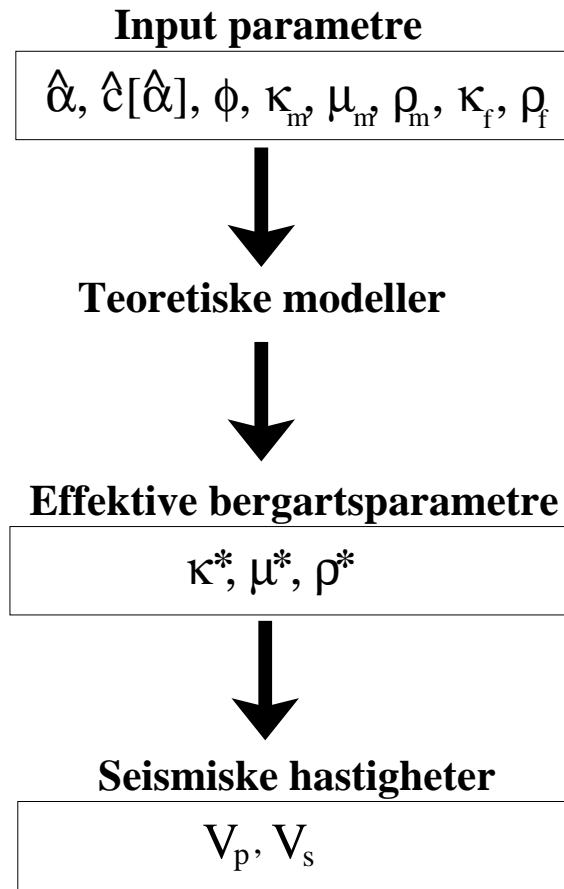 Input parametre
α̂, ĉ[α̂], ϕ, κm, μm, ρm, κf, ρf
Teoretiske modeller
Effektive bergartsparametre
κ*, μ*, ρ*
Seismiske hastigheter
Vp, Vs